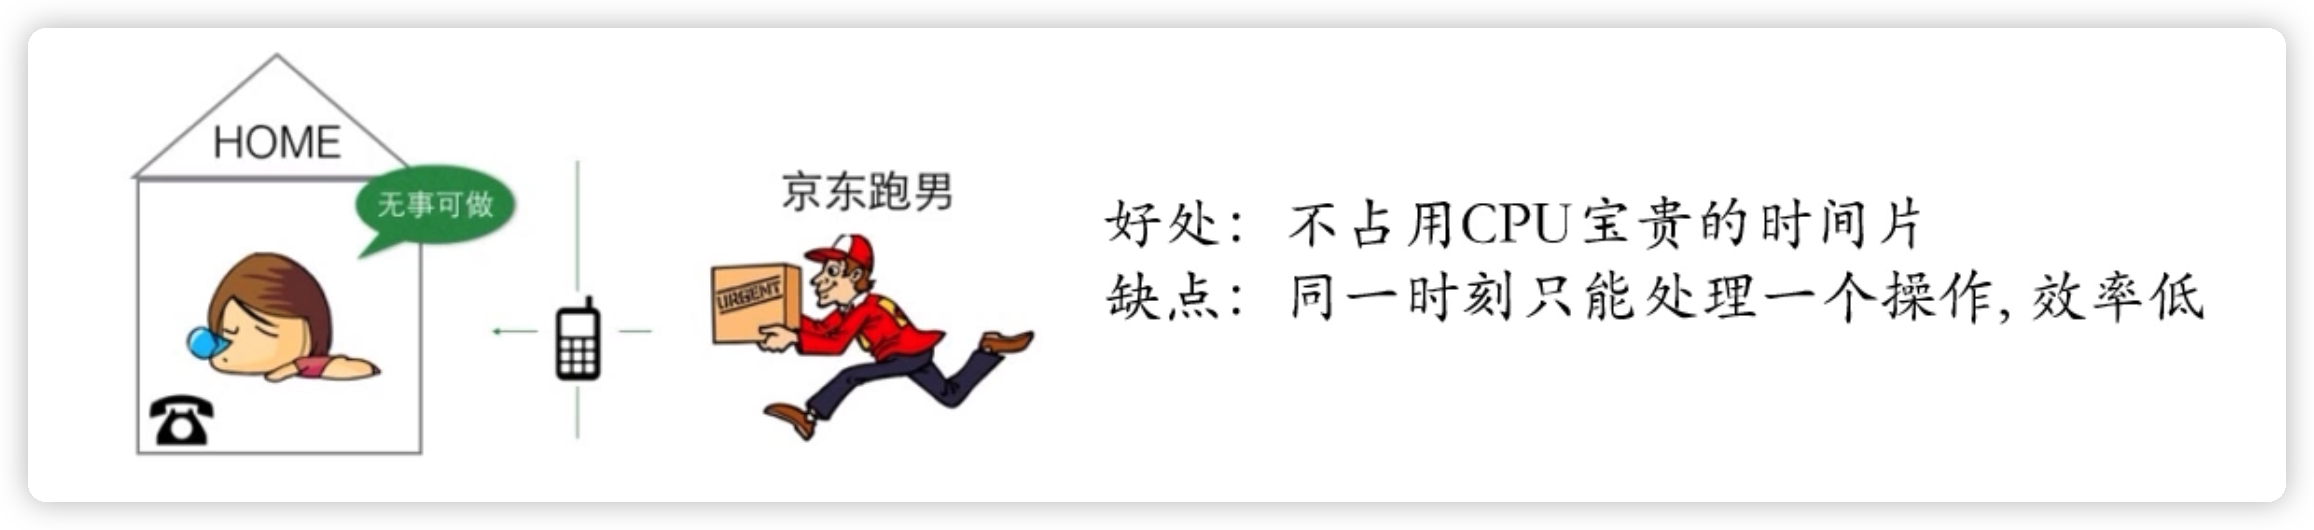 HOME
无事可做
京东跑男
URGENT
好处：不占用CPU宝贵的时间片
缺点：同一时刻只能处理一个操作, 效率低